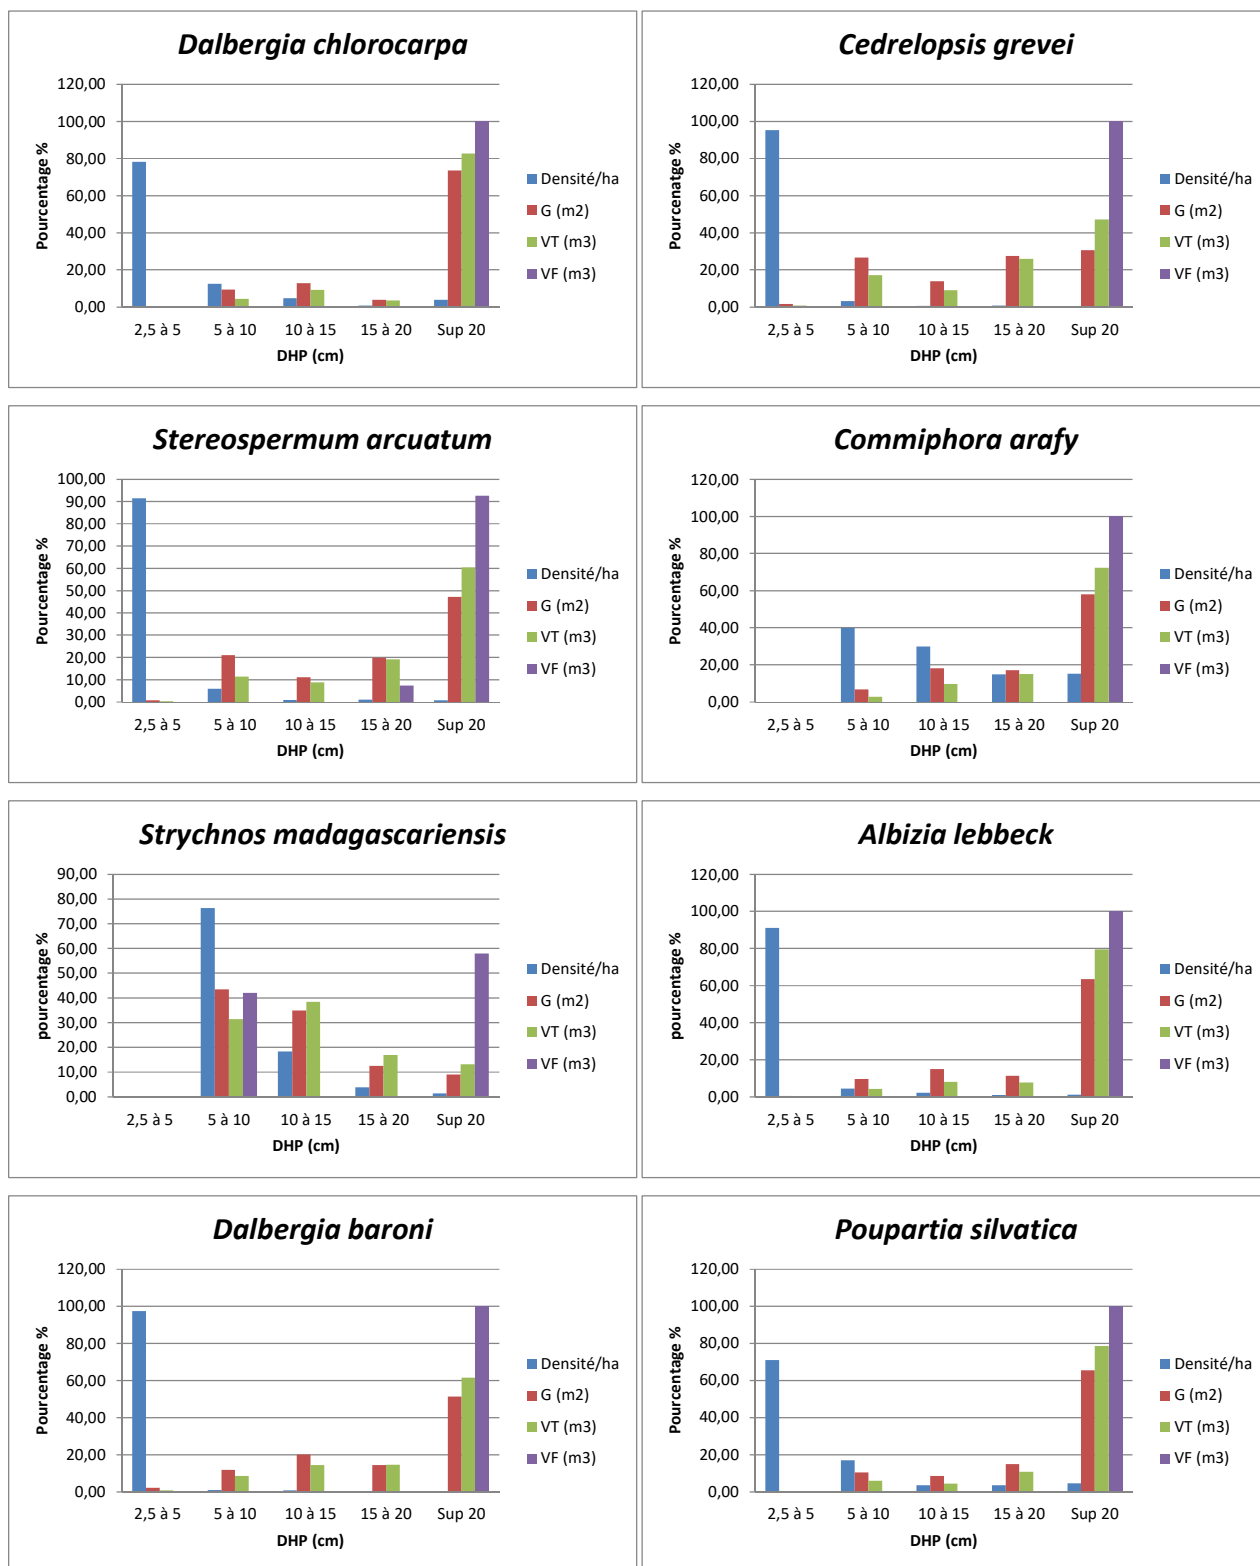 Dalbergia chlorocarpa
120,00
100,00
80,00
60,00
40,00
20,00
0,00
Pourcentage %
2,5 à 5 5 à 10 10 à 15 15 à 20 Sup 20
DHP (cm)
Densité/ha
G (m2)
VT (m3)
VF (m3)
Cedrelopsis grevei
120,00
100,00
80,00
60,00
40,00
20,00
0,00
Pourcenatge %
2,5 à 5 5 à 10 10 à 15 15 à 20 Sup 20
DHP (cm)
Densité/ha
G (m2)
VT (m3)
VF (m3)
Stereospermum arcuatum
100,00
90,00
80,00
70,00
60,00
50,00
40,00
30,00
20,00
10,00
0,00
Pourcentage %
2,5 à 5 5 à 10 10 à 15 15 à 20 Sup 20
DHP (cm)
Densité/ha
G (m2)
VT (m3)
VF (m3)
Commiphora arafy
120,00
100,00
80,00
60,00
40,00
20,00
0,00
Pourcentage %
2,5 à 5 5 à 10 10 à 15 15 à 20 Sup 20
DHP (cm)
Densité/ha
G (m2)
VT (m3)
VF (m3)
Strychnos madagascariensis
90,00
80,00
70,00
60,00
50,00
40,00
30,00
20,00
10,00
0,00
pourcentage %
2,5 à 5 5 à 10 10 à 15 15 à 20 Sup 20
DHP (cm)
Densité/ha
G (m2)
VT (m3)
VF (m3)
Albizia lebbeck
120,00
100,00
80,00
60,00
40,00
20,00
0,00
pourcentage %
2,5 à 5 5 à 10 10 à 15 15 à 20 Sup 20
DHP (cm)
Densité/ha
G (m2)
VT (m3)
VF (m3)
Dalbergia baroni
120,00
100,00
80,00
60,00
40,00
20,00
0,00
Pourcentage %
2,5 à 5 5 à 10 10 à 15 15 à 20 Sup 20
DHP (cm)
Densité/ha
G (m2)
VT (m3)
VF (m3)
Poupartia silvatica
120,00
100,00
80,00
60,00
40,00
20,00
0,00
Pourcentage %
2,5 à 5 5 à 10 10 à 15 15 à 20 Sup 20
DHP (cm)
Densité/ha
G (m2)
VT (m3)
VF (m3)